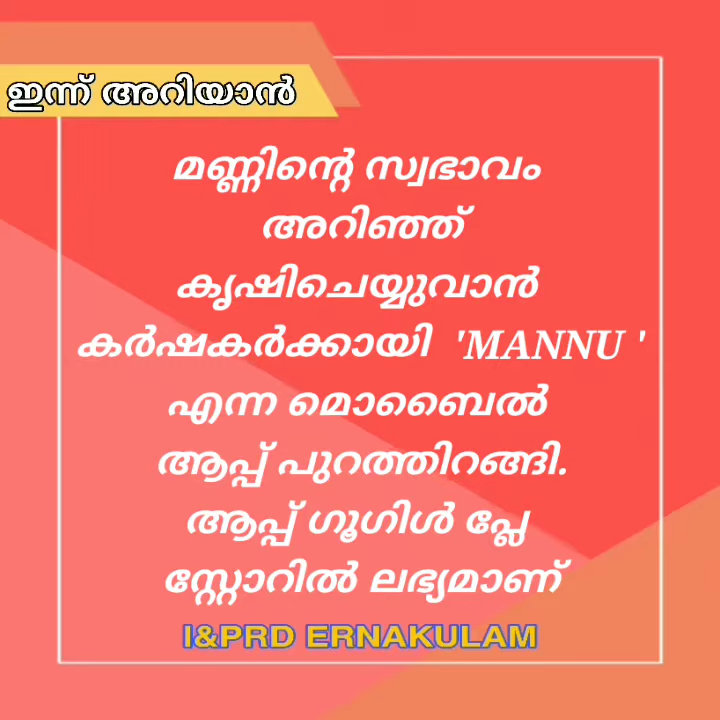 ഇന്ന് അറിയാൻ
മണ്ണിന്റെ സ്വഭാവം
അറിഞ്ഞ്
കൃഷിചെയ്യുവാൻ
കർഷകർക്കായി 'MANNU '
എന്ന മൊബൈൽ
ആപ്പ് പുറത്തിറങ്ങി.
ആപ്പ് ഗൂഗിൾ പ്ലേ
സ്റ്റോറിൽ ലഭ്യമാണ്
I&PRD ERNAKULAM